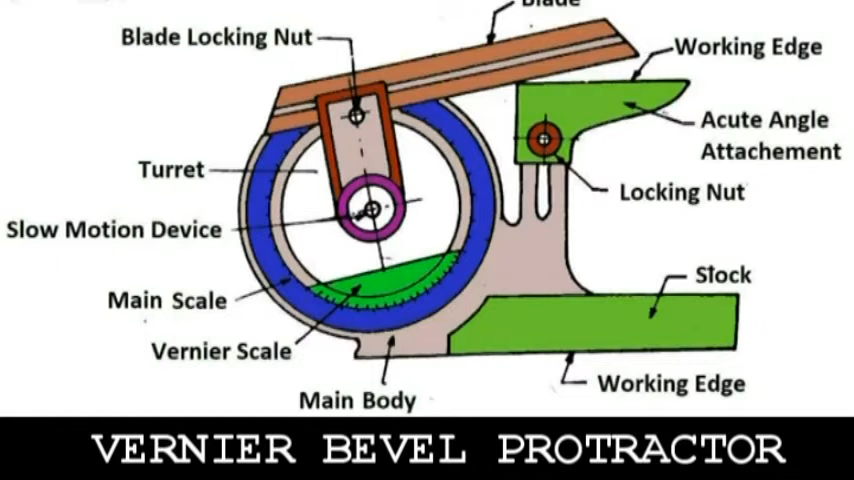 Blade
Blade Locking Nut
Working Edge
Acute Angle
Attachement
Turret
Locking Nut
Slow Motion Device
Stock
Main Scale
Vernier Scale
Working Edge
Main Body
VERNIER BEVEL PROTRACTOR